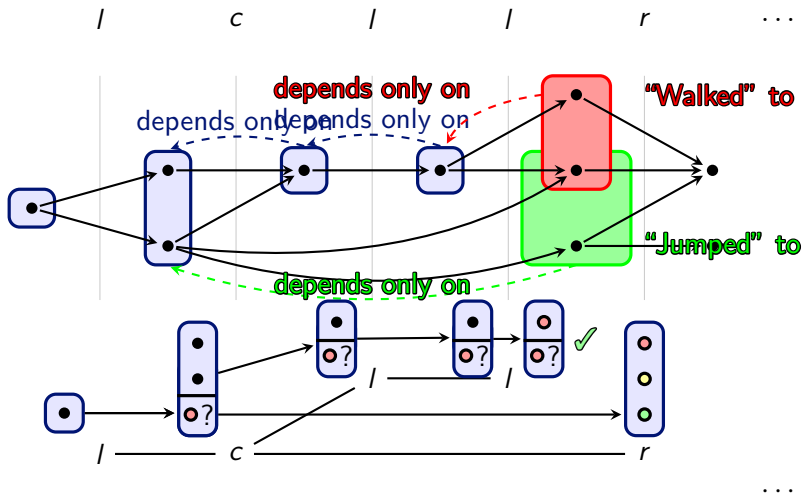 l c l l r ...
depends only on
"Walked" to
depends only on depends only on
"Jumped" to
depends only on
? ? ? ✓
l l
?
l c r
...